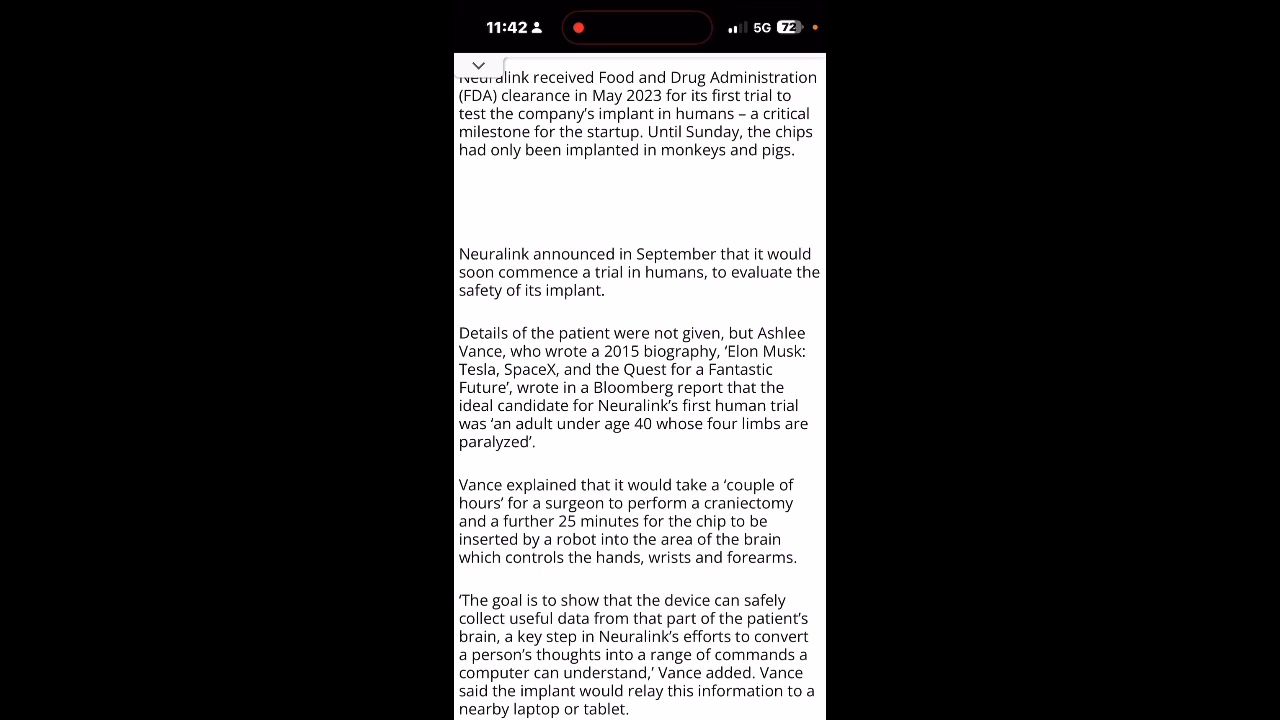 11:42
5G
72
Neuralink received Food and Drug Administration
(FDA) clearance in May 2023 for its first trial to
test the company's implant in humans – a critical
milestone for the startup. Until Sunday, the chips
had only been implanted in monkeys and pigs.
Neuralink announced in September that it would
soon commence a trial in humans, to evaluate the
safety of its implant.
Details of the patient were not given, but Ashlee
Vance, who wrote a 2015 biography, ‘Elon Musk:
Tesla, SpaceX, and the Quest for a Fantastic
Future’, wrote in a Bloomberg report that the
ideal candidate for Neuralink’s first human trial
was ‘an adult under age 40 whose four limbs are
paralyzed’.
Vance explained that it would take a ‘couple of
hours’ for a surgeon to perform a craniectomy
and a further 25 minutes for the chip to be
inserted by a robot into the area of the brain
which controls the hands, wrists and forearms.
‘The goal is to show that the device can safely
collect useful data from that part of the patient’s
brain, a key step in Neuralink’s efforts to convert
a person’s thoughts into a range of commands a
computer can understand,’ Vance added. Vance
said the implant would relay this information to a
nearby laptop or tablet.